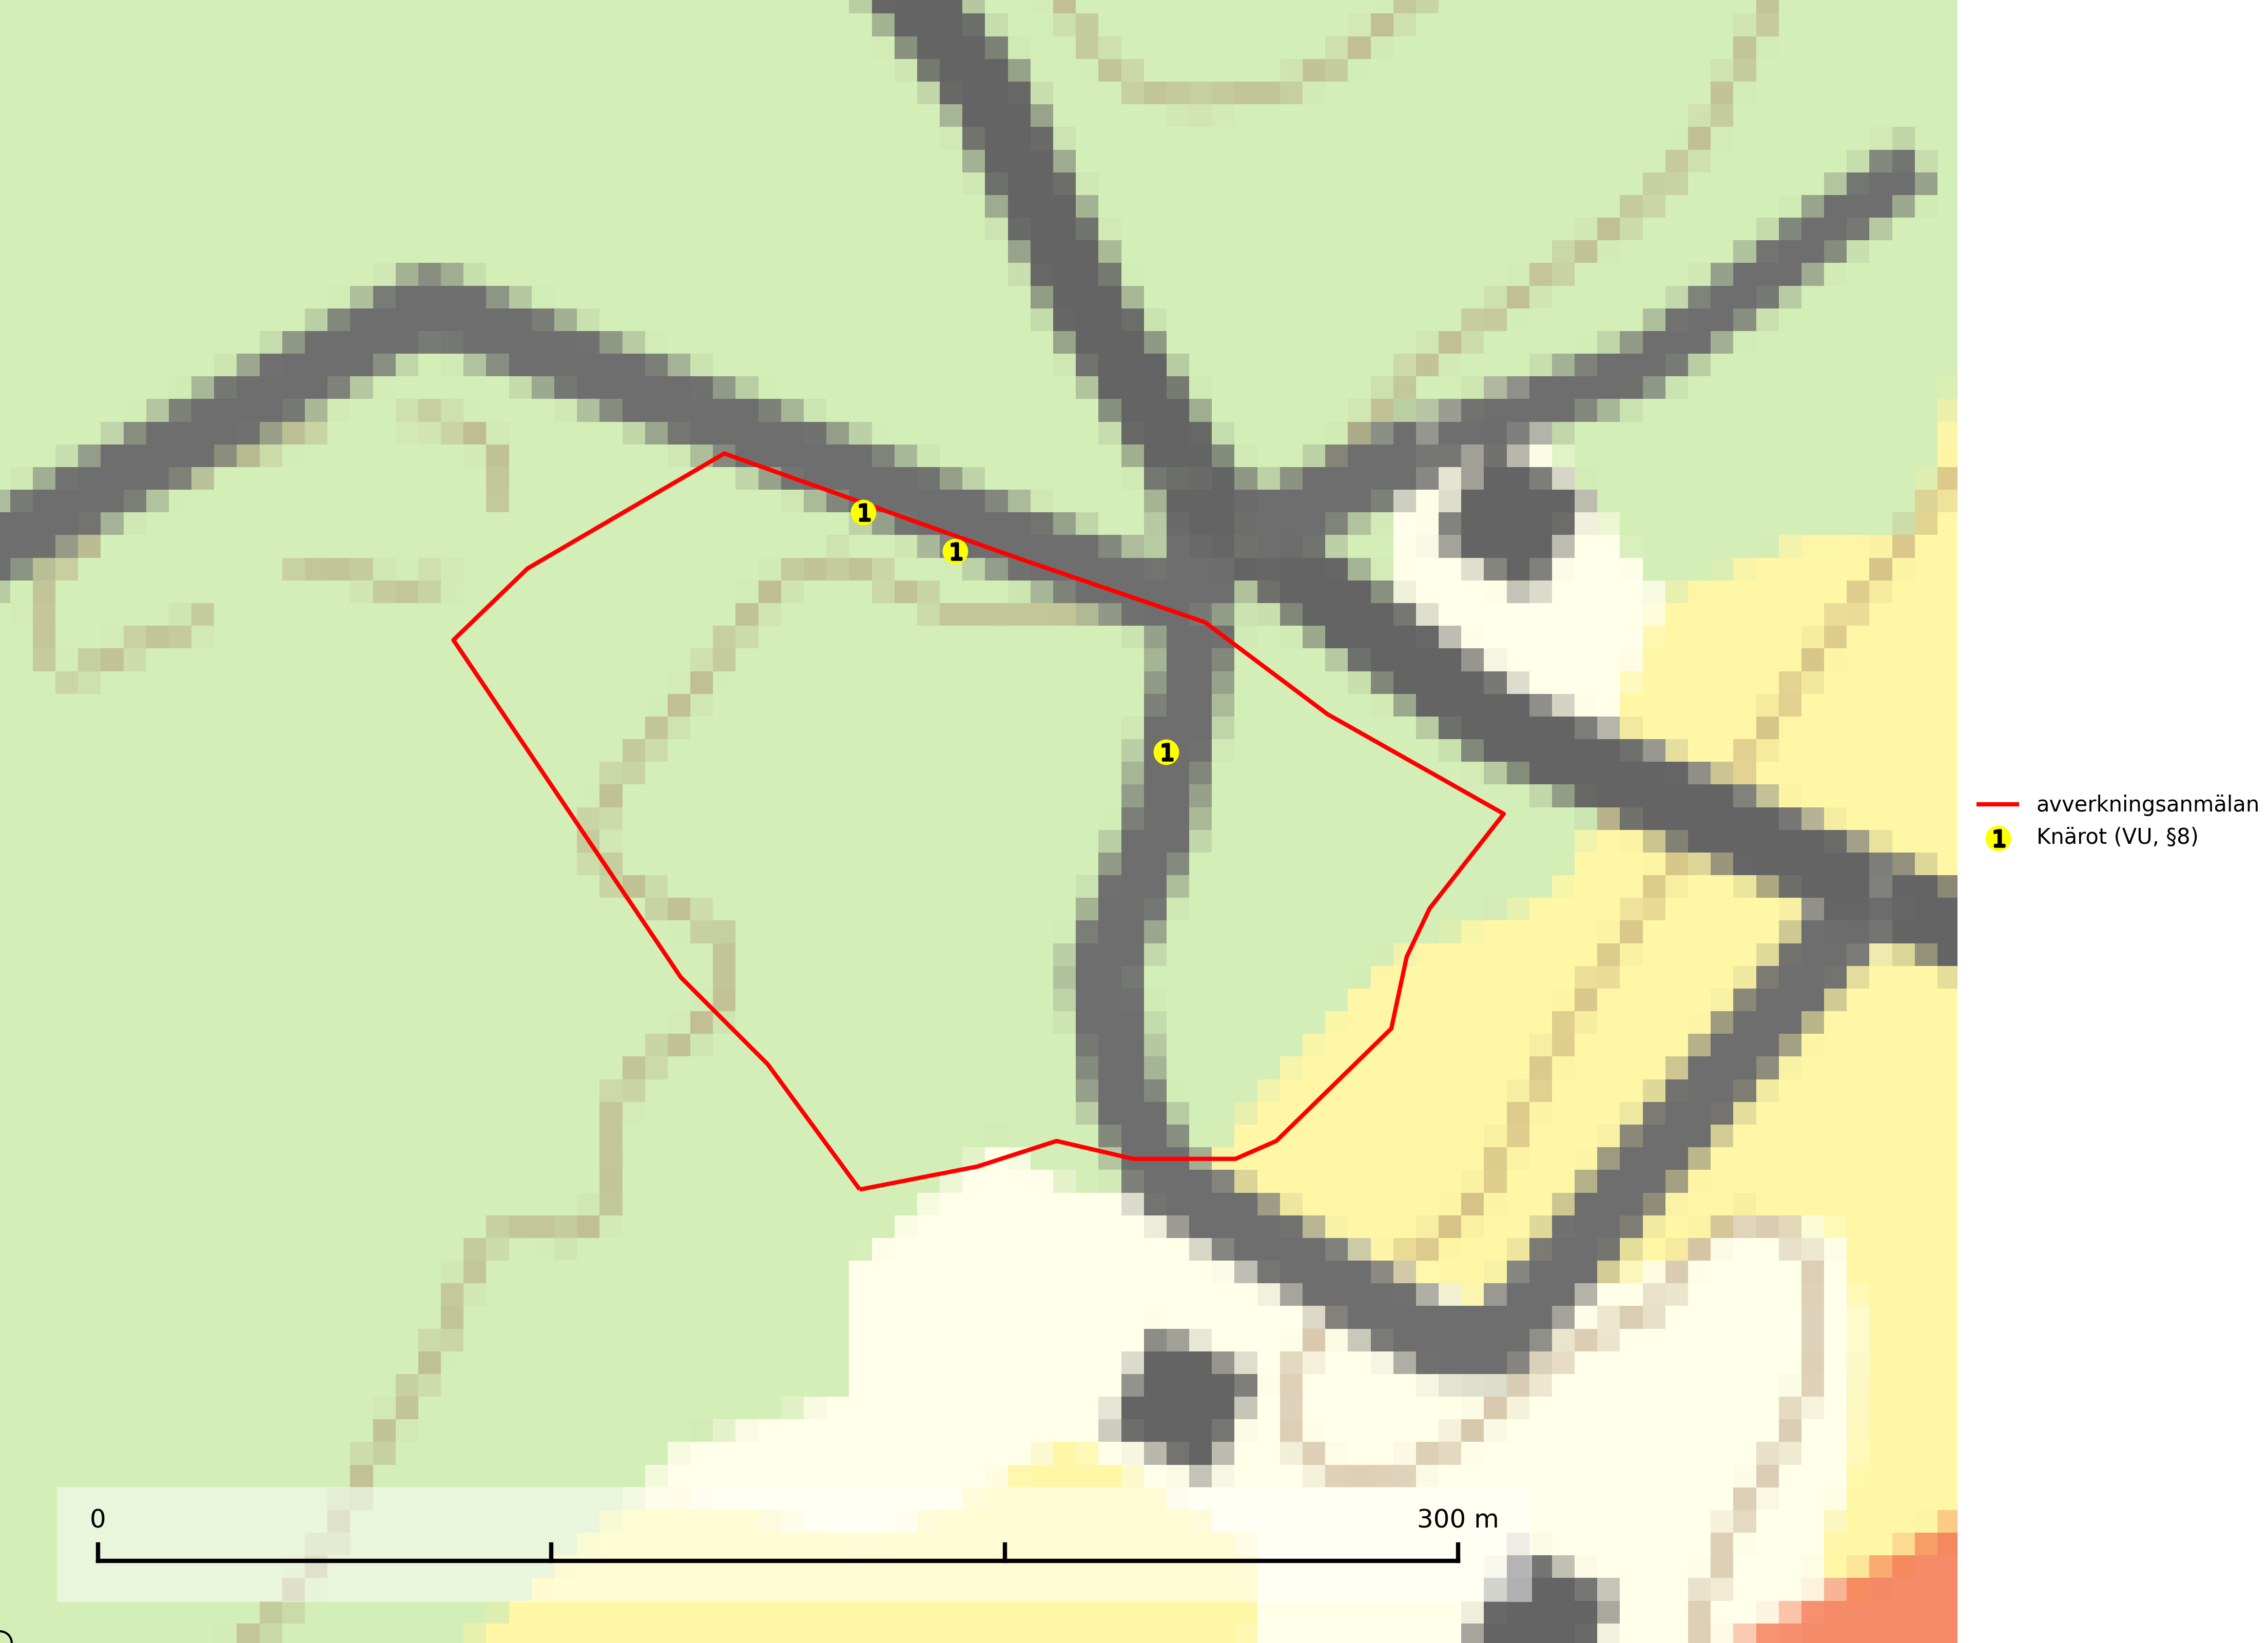 1
1
1
avverkningsanmälan
1 Knärot (VU, §8)
0 300 m